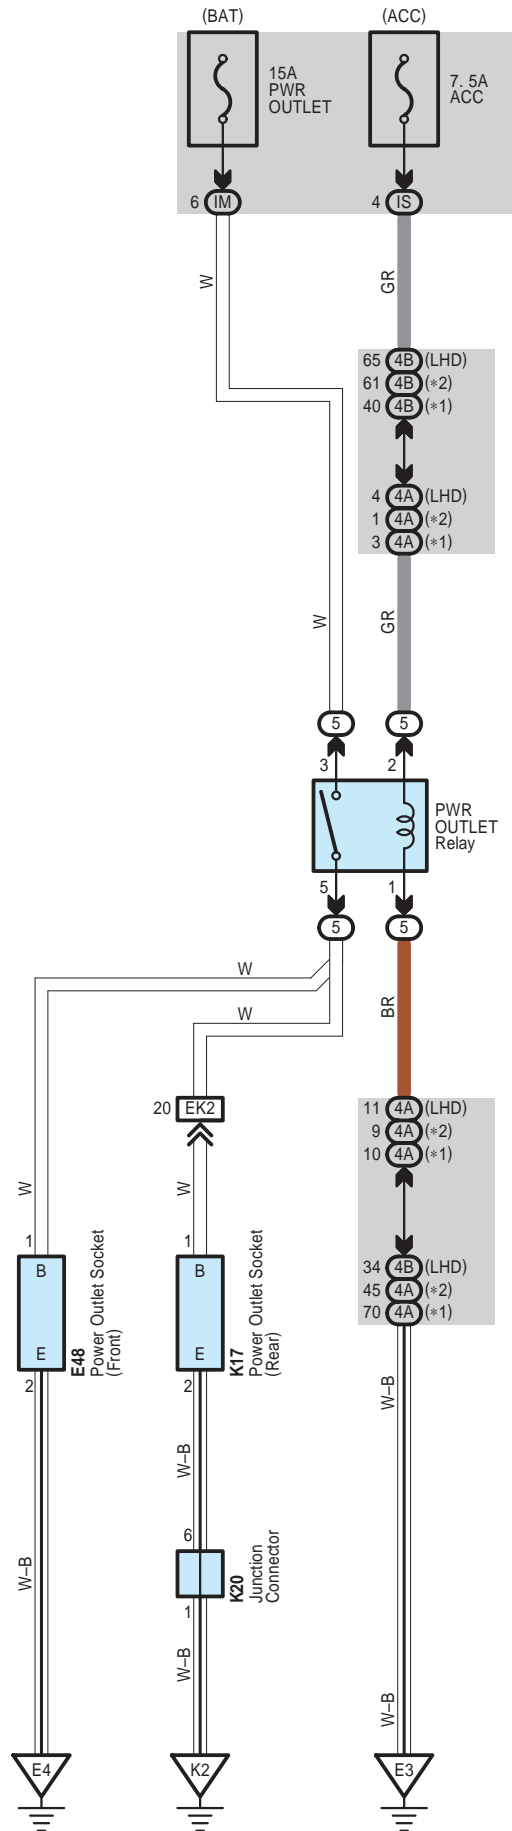 (BAT)
(ACC)
15A
PWR
OUTLET
7. 5A
ACC
6 IM
4 IS
W
GR
65 4B (LHD)
61 4B (*2)
40 4B (*1)
4 4A (LHD)
1 4A (*2)
3 4A (*1)
W
GR
5
5
3
2
PWR
OUTLET
Relay
5
1
5
5
W
W
BR
20 EK2
11 4A (LHD)
9 4A (*2)
10 4A (*1)
W
W
1
1
B
E
E48
Power Outlet Socket
(Front)
B
E
K17
Power Outlet Socket
(Rear)
34 4B (LHD)
45 4A (*2)
70 4A (*1)
2
2
W–B
W–B
6
K20
Junction
Connector
1
W–B
W–B
W–B
E4
K2
E3